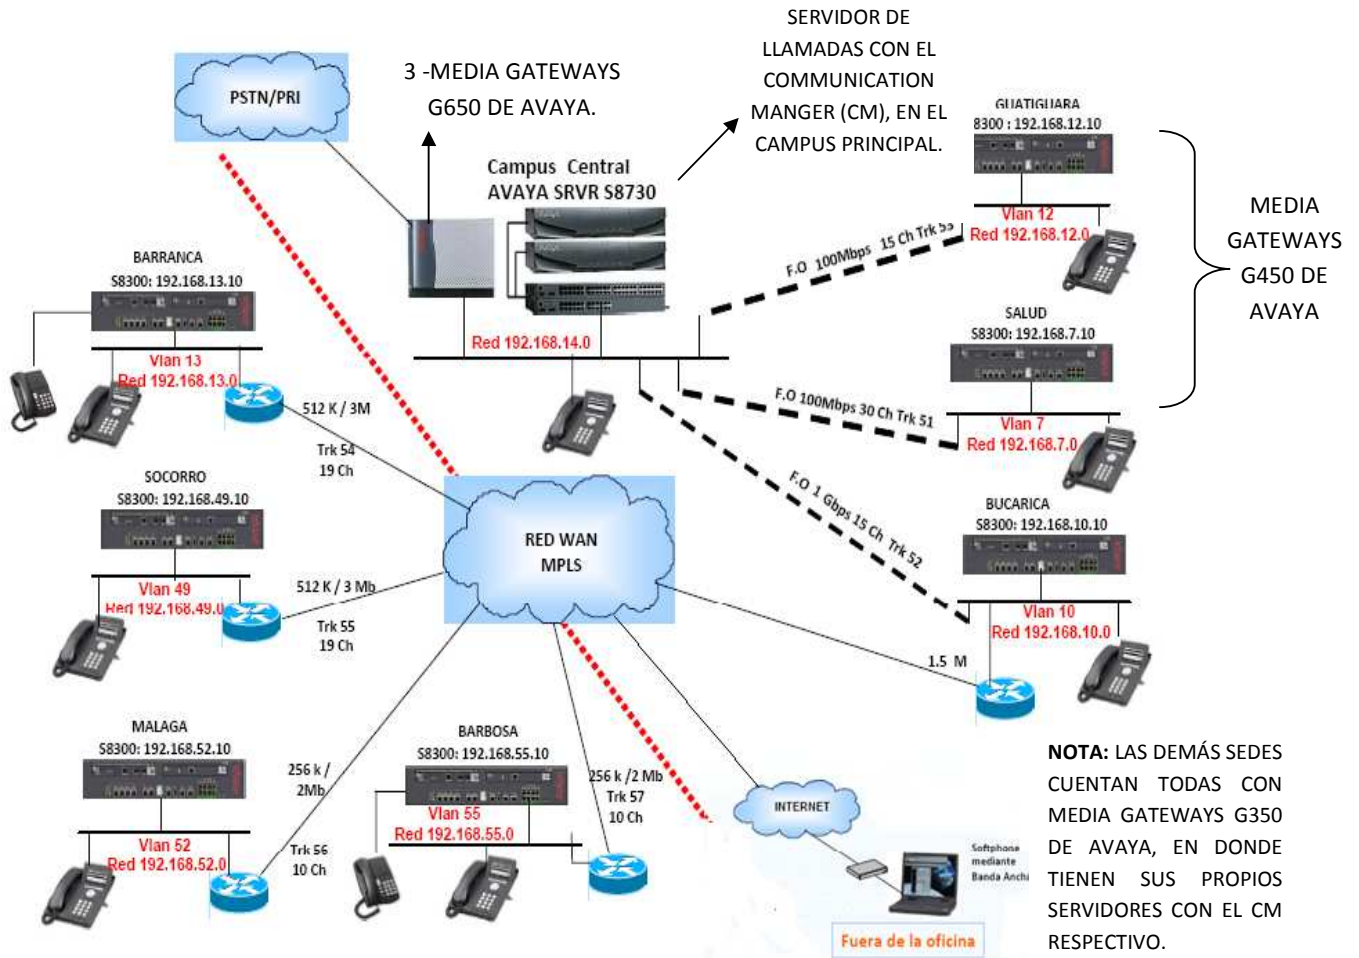 SERVIDOR DE
LLAMADAS CON EL
COMMUNICATION
MANGER (CM), EN EL
CAMPUS PRINCIPAL.
3 -MEDIA GATEWAYS
G650 DE AVAYA.
PSTN/PRI
Campus Central
AVAYA SRVR S8730
GUATIGUARA
8300 : 192.168.12.10
Vlan 12
Red 192.168.12.0
MEDIA
GATEWAYS
G450 DE
AVAYA
F.O 100Mbps 15 Ch Trk 53
BARRANCA
S8300: 192.168.13.10
Vlan 13
Red 192.168.13.0
512 K / 3M
Trk 54
19 Ch
Red 192.168.14.0
SALUD
S8300: 192.168.7.10
Vlan 7
Red 192.168.7.0
F.O 100Mbps 30 Ch Trk 51
F.O 1 Gbps 15 Ch Trk 52
SOCORRO
S8300: 192.168.49.10
Vlan 49
Red 192.168.49.0
512 K / 3 Mb
Trk 55
19 Ch
RED WAN
MPLS
BUCARICA
S8300: 192.168.10.10
Vlan 10
Red 192.168.10.0
1.5 M
MALAGA
S8300: 192.168.52.10
Vlan 52
Red 192.168.52.0
256 k /
2Mb
Trk 56
10 Ch
BARBOSA
S8300: 192.168.55.10
Vlan 55
Red 192.168.55.0
256 k /2 Mb
Trk 57
10 Ch
INTERNET
Softphone
mediante
Banda Ancha
Fuera de la oficina
NOTA: LAS DEMÁS SEDES
CUENTAN TODAS CON
MEDIA GATEWAYS G350
DE AVAYA, EN DONDE
TIENEN SUS PROPIOS
SERVIDORES CON EL CM
RESPECTIVO.